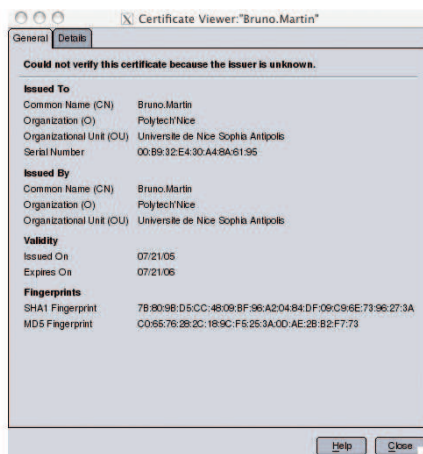 Certificate Viewer:"Bruno.Martin"
General Details
Could not verify this certificate because the issuer is unknown.
Issued To
Common Name (CN) Bruno.Martin
Organization (O) Polytech'Nice
Organizational Unit (OU) Universite de Nice Sophia Antipolis
Serial Number 00:B9:32:E4:30:A4:8A:61:95
Issued By
Common Name (CN) Bruno.Martin
Organization (O) Polytech'Nice
Organizational Unit (OU) Universite de Nice Sophia Antipolis
Validity
Issued On 07/21/05
Expires On 07/21/06
Fingerprints
SHA1 Fingerprint 7B:80:9B:D5:CC:48:09:BF:96:A2:04:84:DF:09:C9:6E:73:96:27:3A
MD5 Fingerprint C0:65:76:28:2C:18:9C:F5:25:3A:0D:AE:2B:B2:F7:73
Help Close